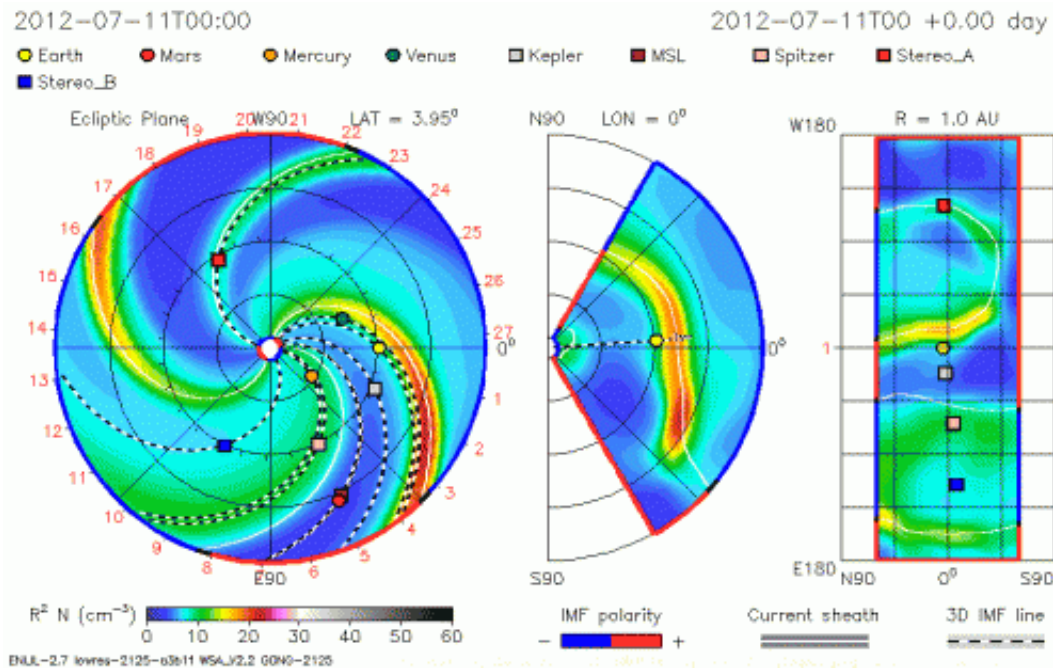 2012-07-11T00:00 2012-07-11T00 +0.00 day
Earth Mars Mercury Venus Kepler MSL Spitzer Stereo_A
Stereo_B
Ecliptic Plane W90 LAT = 3.95° N90 LON = 0° W180 R = 1.0 AU
19 20 21 22
18 23
17 24
16 25
15 26
14 27 0° 0° 1
13 1
12 2
11 3
10 4
9 8 7 6 5
E90 S90 E180 N90 0° S90
R² N (cm⁻³) IMF polarity Current sheath 3D IMF line
0 10 20 30 40 50 60 - +
ENLIL-2.7 lowres-2125-a3b1f WSA_V2.2 GONG-2125